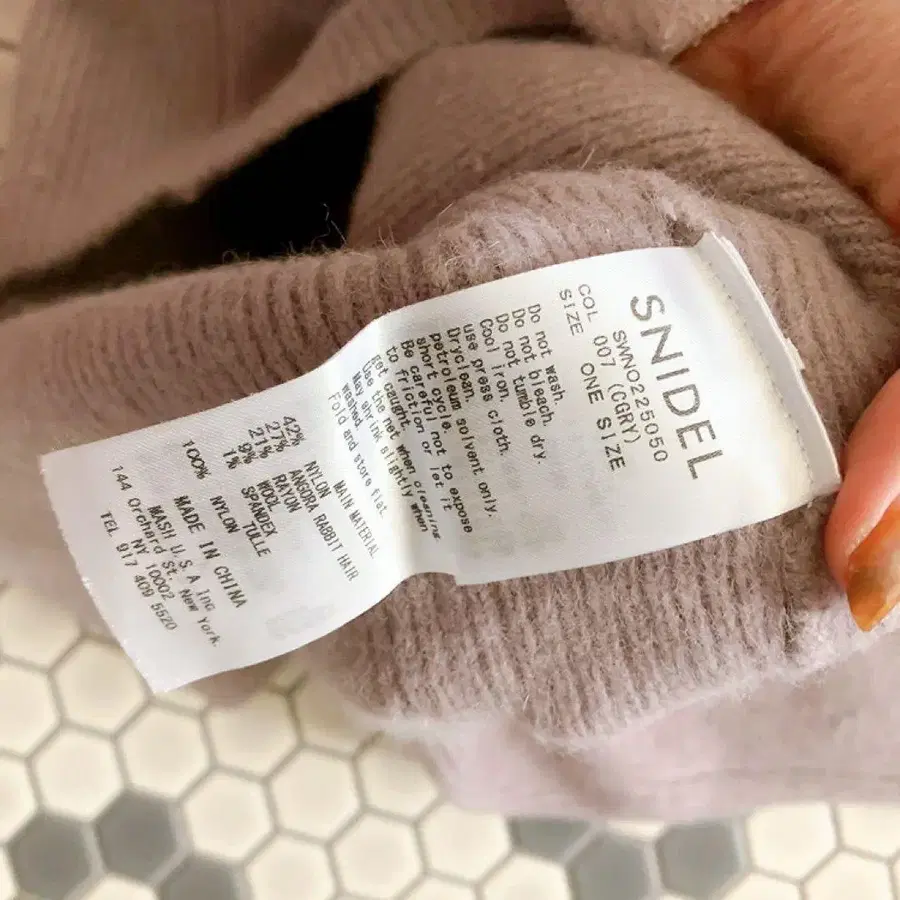 SNIDEL
SWNO225050
COL 007 (CGRY)
SIZE ONE SIZE
Do not wash.
Do not bleach.
Do not tumble dry.
Cool iron.
use press cloth.
Dryclean.
petroleum solvent only.
short cycle.
Be careful not to expose
to friction or let it
get caught.
Use the net when cleaning
May shrink slightly when
washed
Fold and store flat
MAIN MATERIAL
42% NYLON
27% ANGORA RABBIT HAIR
21% RAYON
9% WOOL
1% SPANDEX
TULLE
100% NYLON
MADE IN CHINA
MASH U.S.A Inc
144 Orchard St. New York.
NY 10002
TEL 917 409 5520